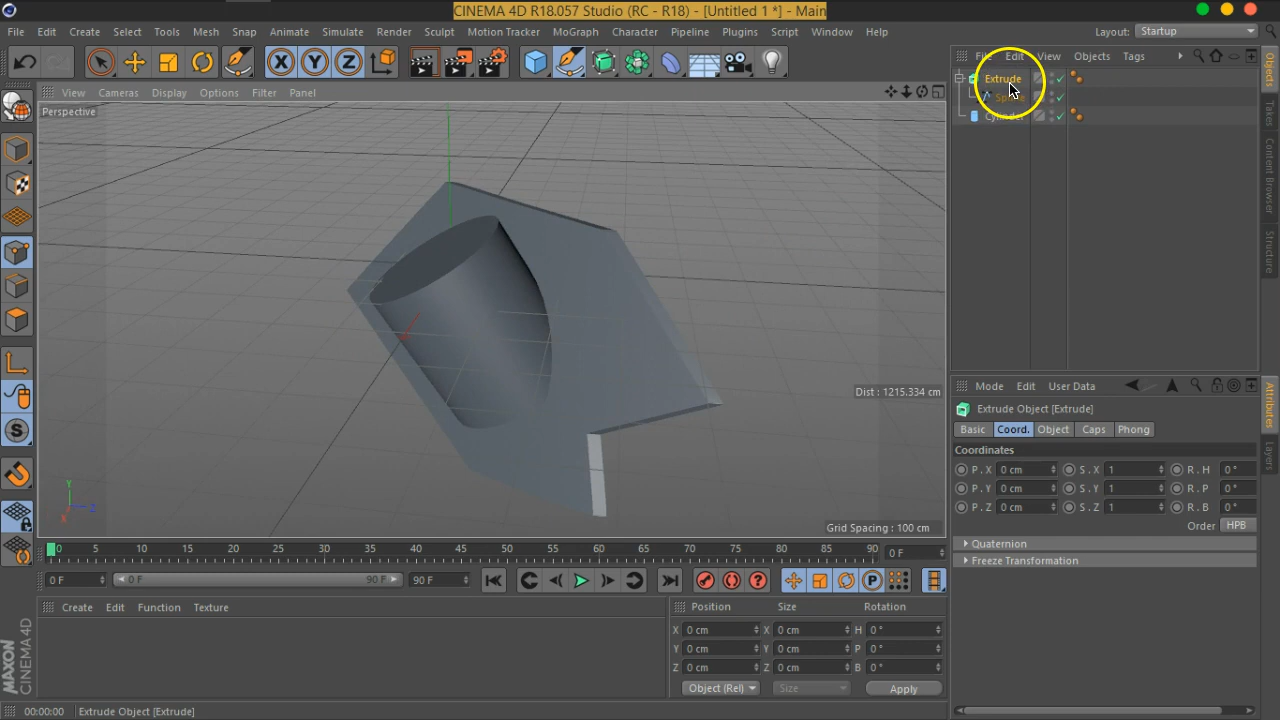 CINEMA 4D R18.057 Studio (RC - R18) - [Untitled 1 *] - Main
File Edit Create Select Tools Mesh Snap Animate Simulate Render Sculpt Motion Tracker MoGraph Character Pipeline Plugins Script Window Help Layout: Startup
X Y Z
File Edit View Objects Tags
View Cameras Display Options Filter Panel
Perspective
Extrude
Cylinder
Objects
Takes
Content Browser
Structure
Mode Edit User Data
Dist : 1215.334 cm
Extrude Object [Extrude]
Basic Coord. Object Caps Phong
Coordinates
P . X 0 cm S . X 1 R . H 0 °
P . Y 0 cm S . Y 1 R . P 0 °
P . Z 0 cm S . Z 1 R . B 0 °
Order HPB
Quaternion
Freeze Transformation
Attributes
Layers
Y
Z
X
Grid Spacing : 100 cm
0 5 10 15 20 25 30 35 40 45 50 55 60 65 70 75 80 85 90 0 F
0 F 0 F 90 F 90 F
P
Create Edit Function Texture
Position Size Rotation
X 0 cm X 0 cm H 0 °
Y 0 cm Y 0 cm P 0 °
Z 0 cm Z 0 cm B 0 °
Object (Rel) Size Apply
MAXON
CINEMA 4D
00:00:00 Extrude Object [Extrude]